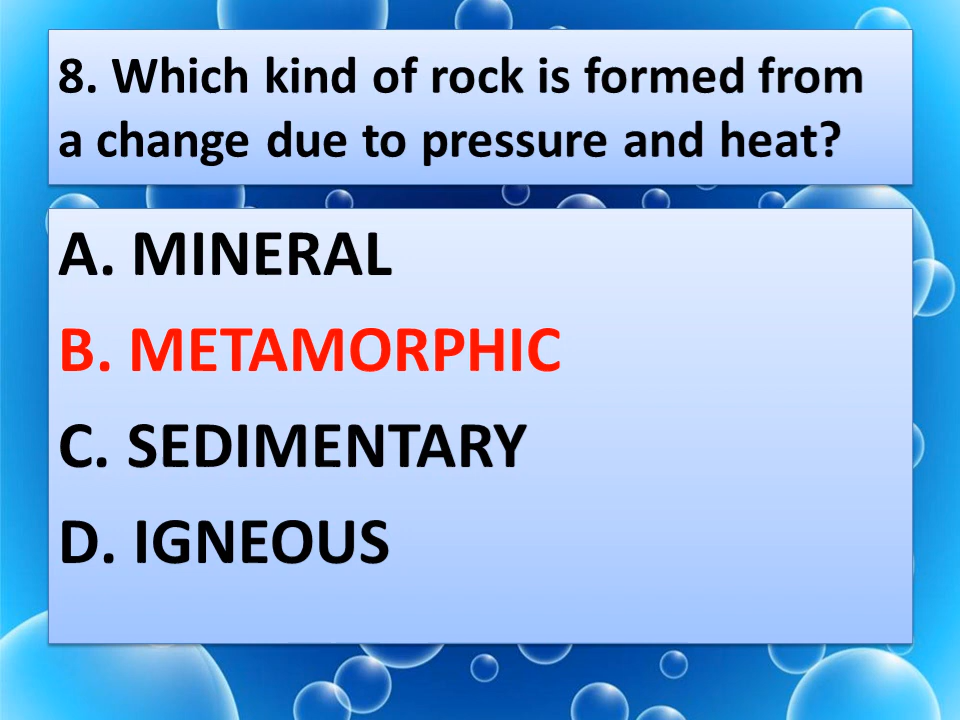 8. Which kind of rock is formed from
a change due to pressure and heat?
A. MINERAL
B. METAMORPHIC
C. SEDIMENTARY
D. IGNEOUS